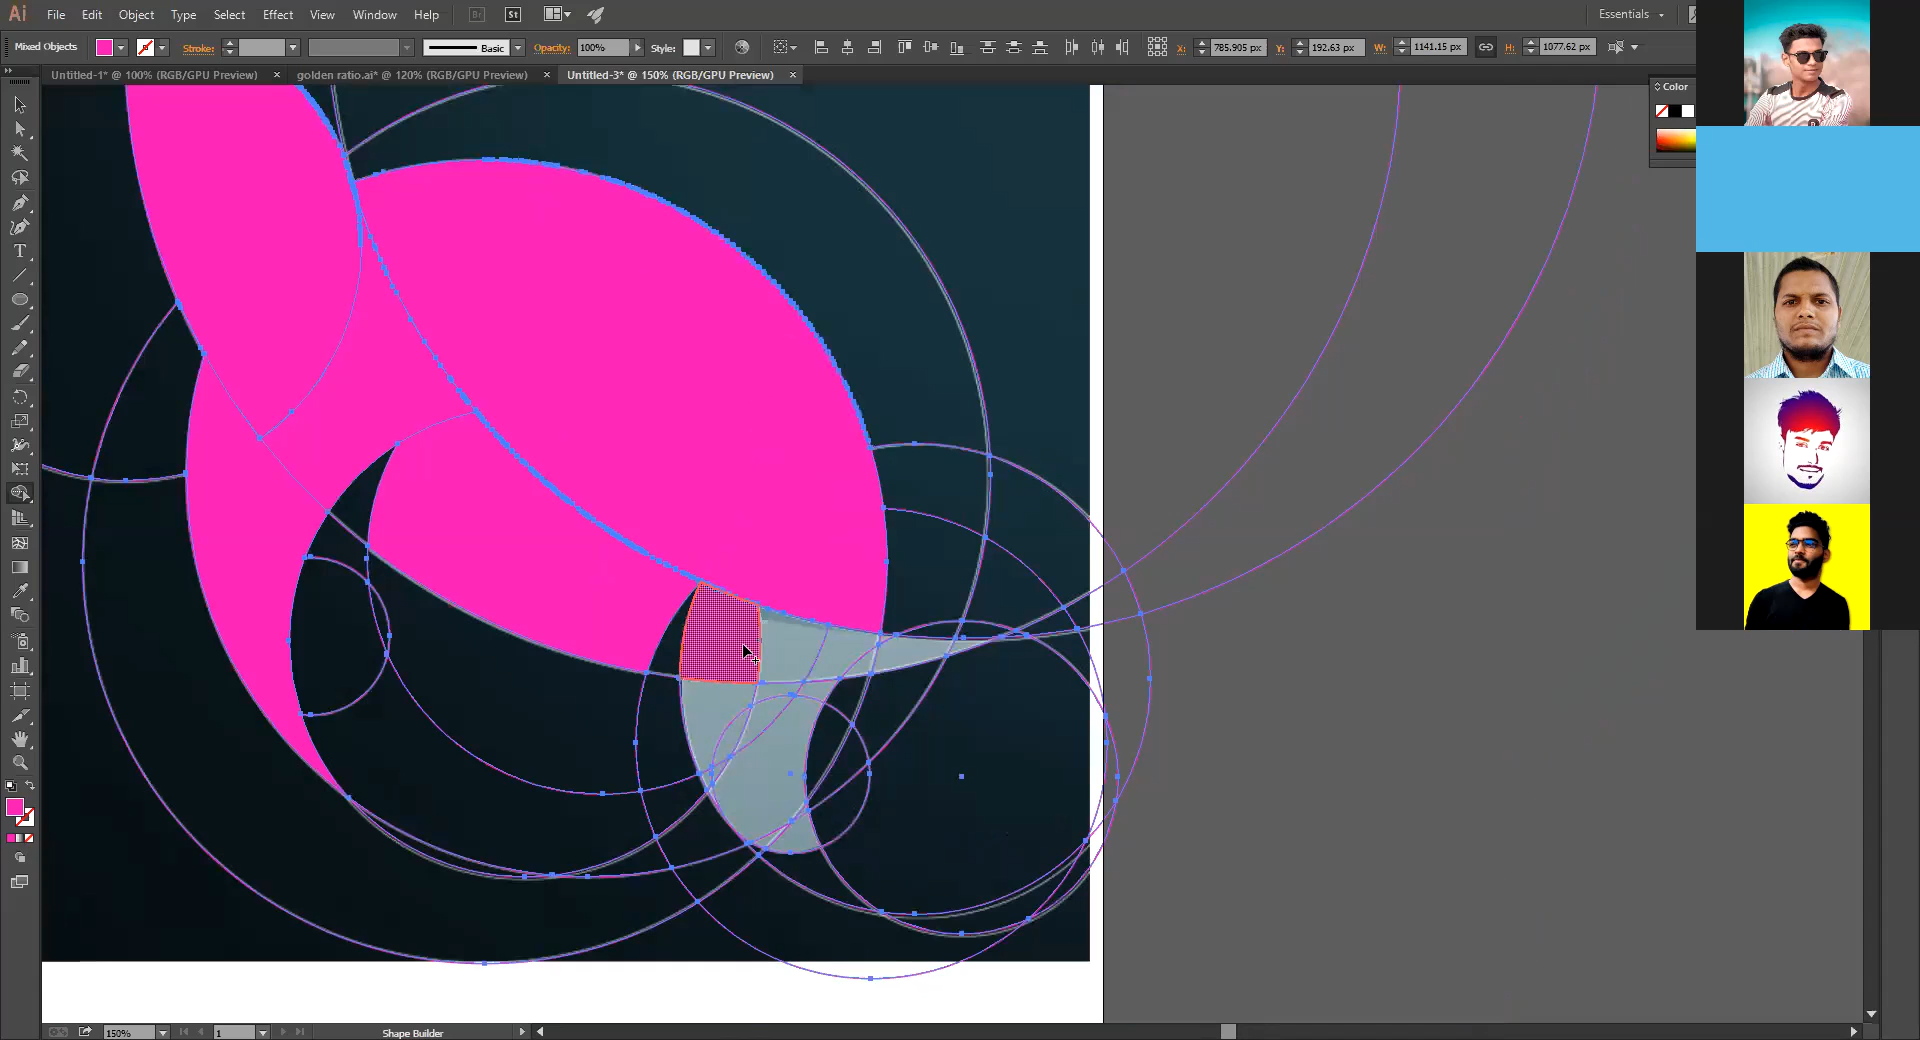 Ai File Edit Object Type Select Effect View Window Help Br St Essentials
Mixed Objects Stroke: Basic Opacity: 100% Style: X: 785.905 px Y: 192.63 px W: 1141.15 px H: 1077.62 px
Untitled-1* @ 100% (RGB/GPU Preview) × golden ratio.ai* @ 120% (RGB/GPU Preview) × Untitled-3* @ 150% (RGB/GPU Preview) ×
Color
150% 1 Shape Builder